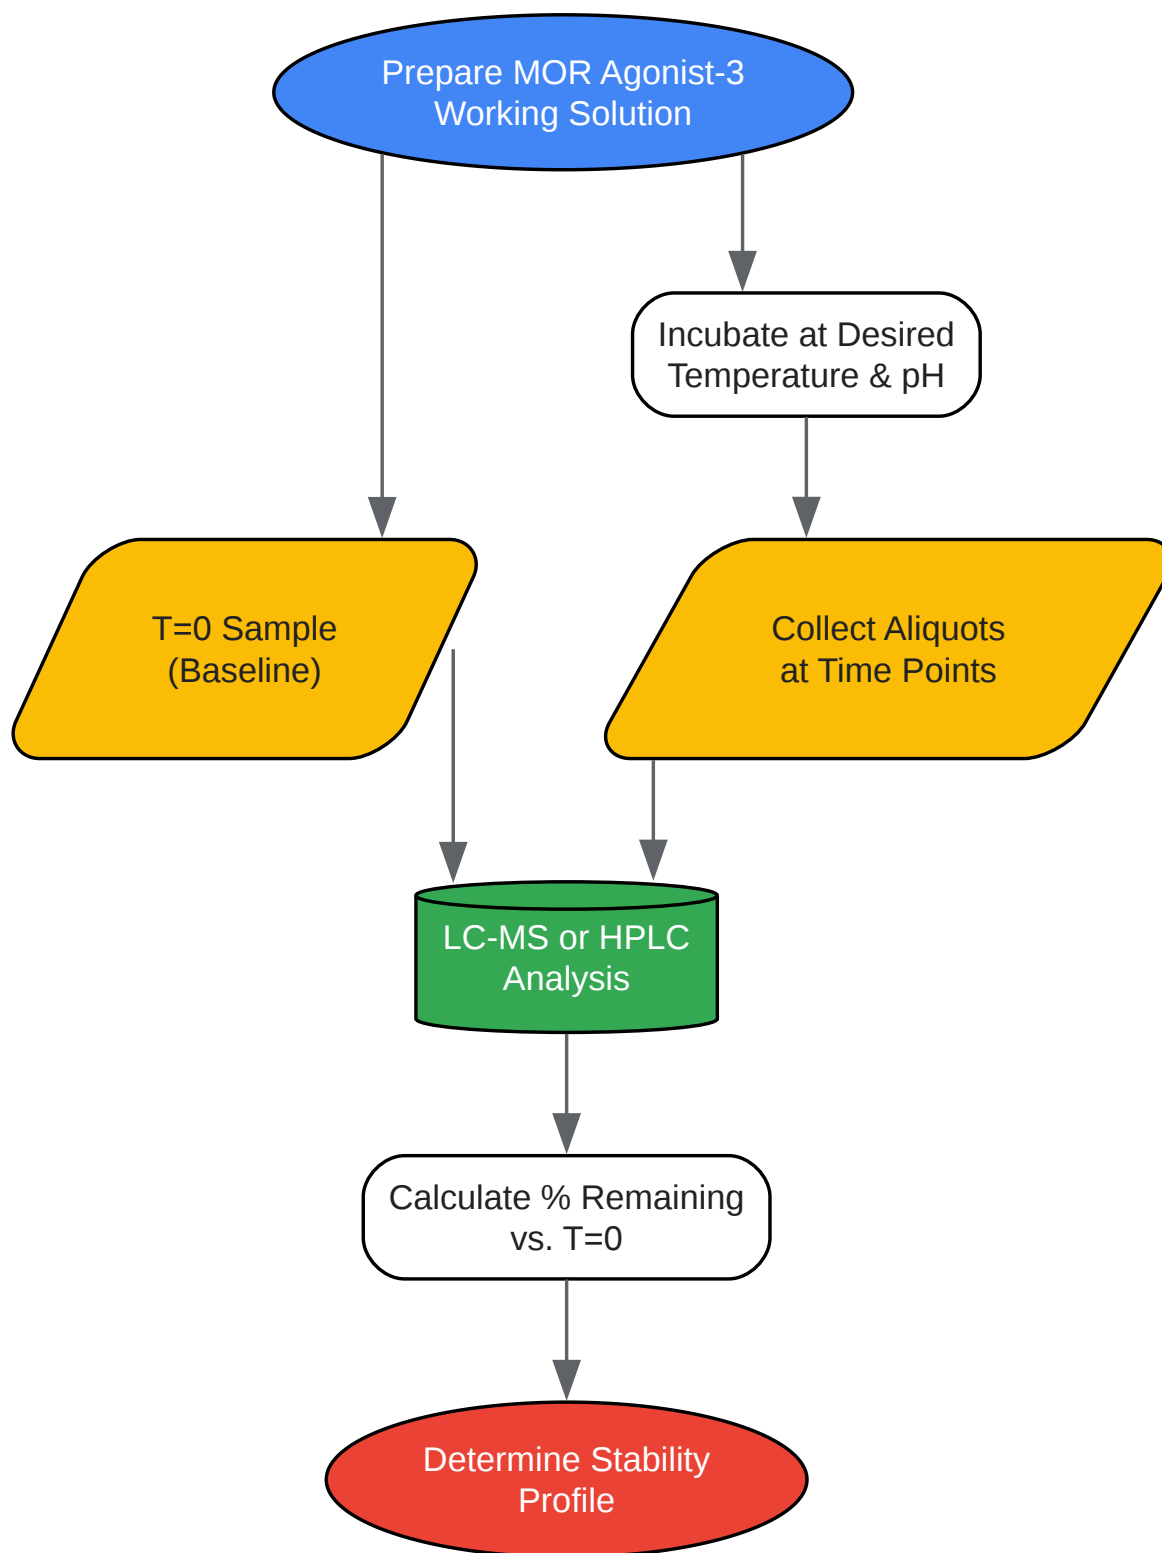 Prepare MOR Agonist-3
Working Solution
Incubate at Desired
Temperature & pH
T=0 Sample
(Baseline)
Collect Aliquots
at Time Points
LC-MS or HPLC
Analysis
Calculate % Remaining
vs. T=0
Determine Stability
Profile